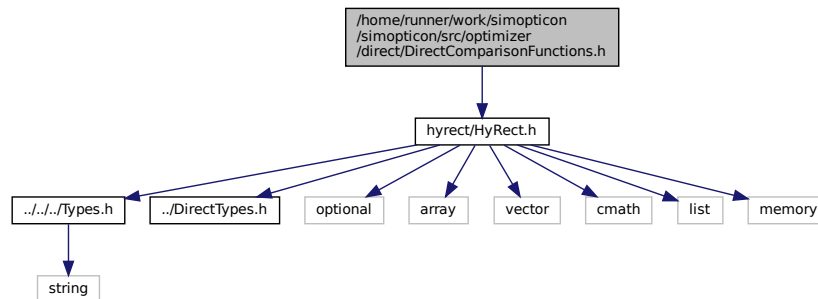 /home/runner/work/simopticon
/simopticon/src/optimizer
/direct/DirectComparisonFunctions.h
hyrect/HyRect.h
../../../Types.h
../DirectTypes.h
optional
array
vector
cmath
list
memory
string